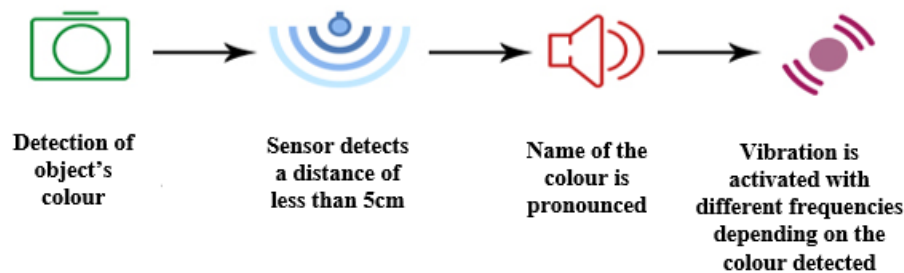 Detection of
object's
colour
Sensor detects
a distance of
less than 5cm
Name of the
colour is
pronounced
Vibration is
activated with
different frequencies
depending on the
colour detected